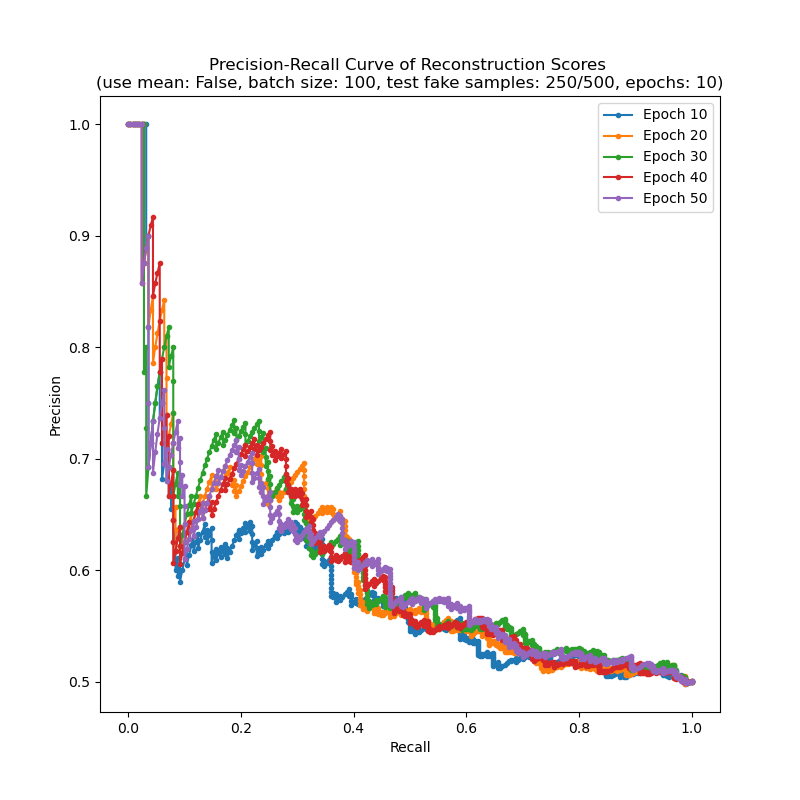 Precision-Recall Curve of Reconstruction Scores
(use mean: False, batch size: 100, test fake samples: 250/500, epochs: 10)
Epoch 10
Epoch 20
Epoch 30
Epoch 40
Epoch 50
1.0
0.9
0.8
0.7
0.6
0.5
Precision
0.0 0.2 0.4 0.6 0.8 1.0
Recall